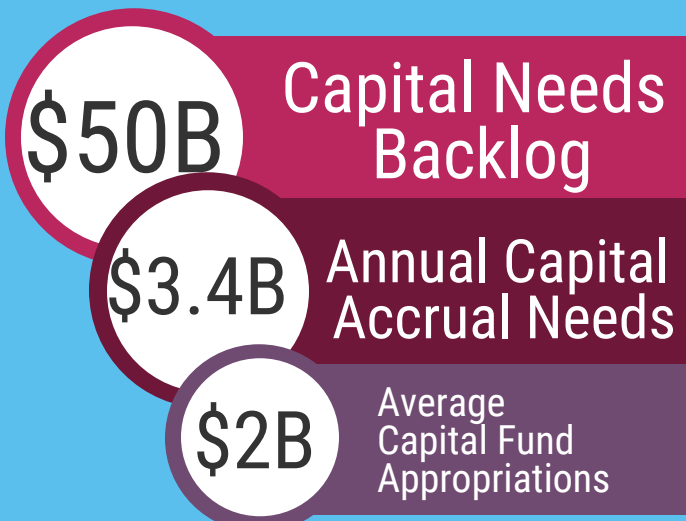 $50B
Capital Needs
Backlog
$3.4B
Annual Capital
Accrual Needs
$2B
Average
Capital Fund
Appropriations